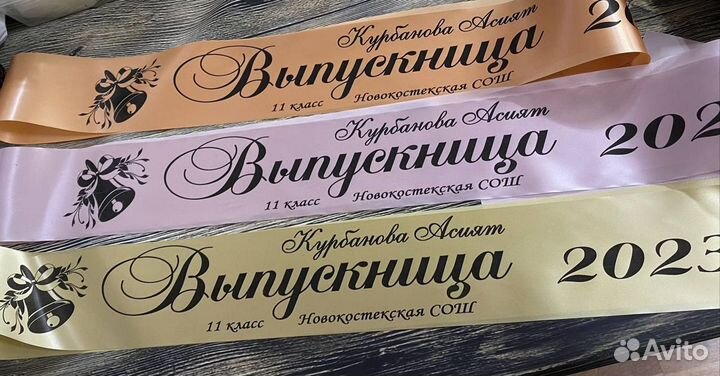 Курбанова Асият
Выпускница 20
11 класс Новокостекская СОШ
Курбанова Асият
Выпускница 202
11 класс Новокостекская СОШ
Курбанова Асият
Выпускница 2023
11 класс Новокостекская СОШ
Avito